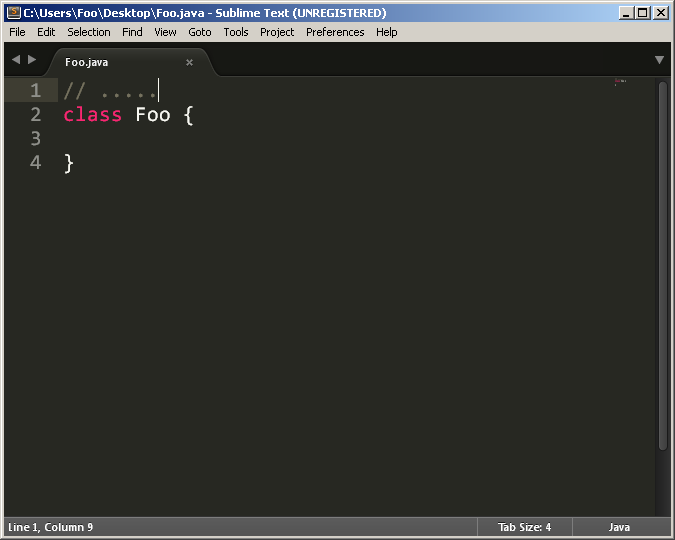 C:\Users\Foo\Desktop\Foo.java - Sublime Text (UNREGISTERED)
File Edit Selection Find View Goto Tools Project Preferences Help
Foo.java
1 // .....
2 class Foo {
3
4 }
Line 1, Column 9 Tab Size: 4 Java